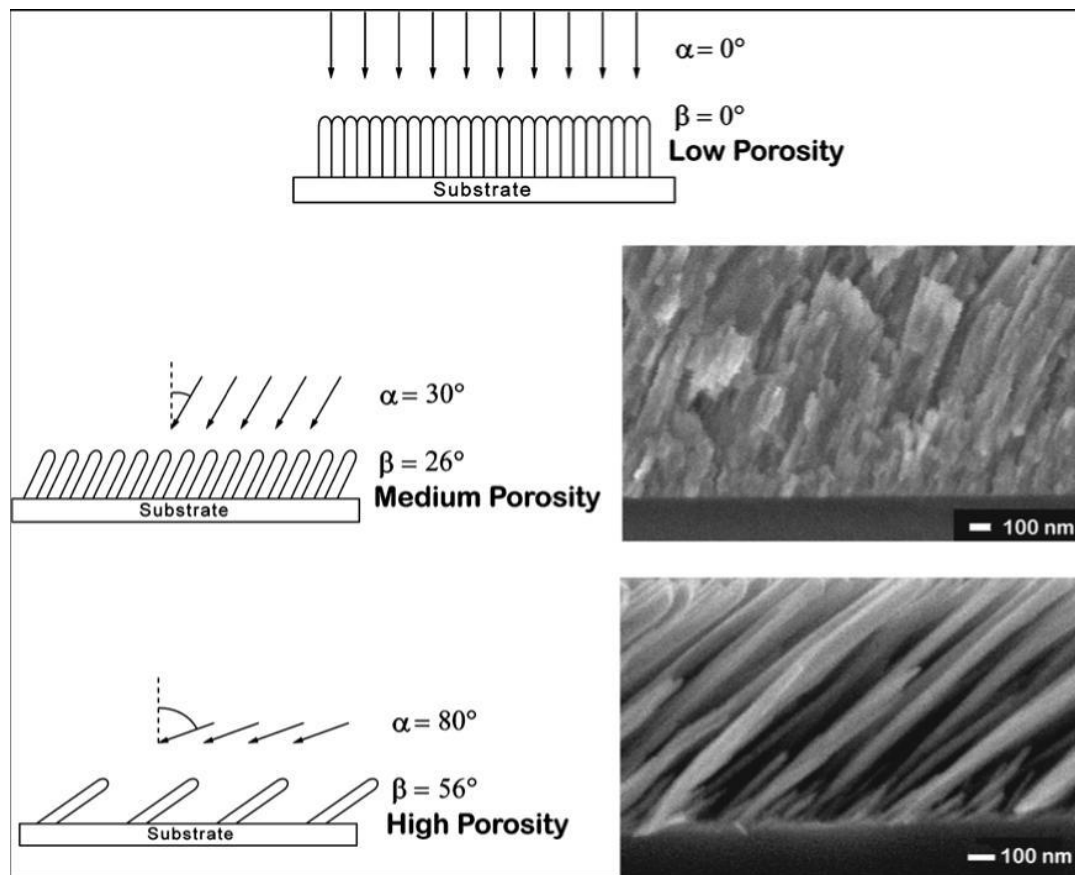 α = 0°
β = 0°
Low Porosity
Substrate
α = 30°
β = 26°
Medium Porosity
Substrate
100 nm
α = 80°
β = 56°
High Porosity
Substrate
100 nm